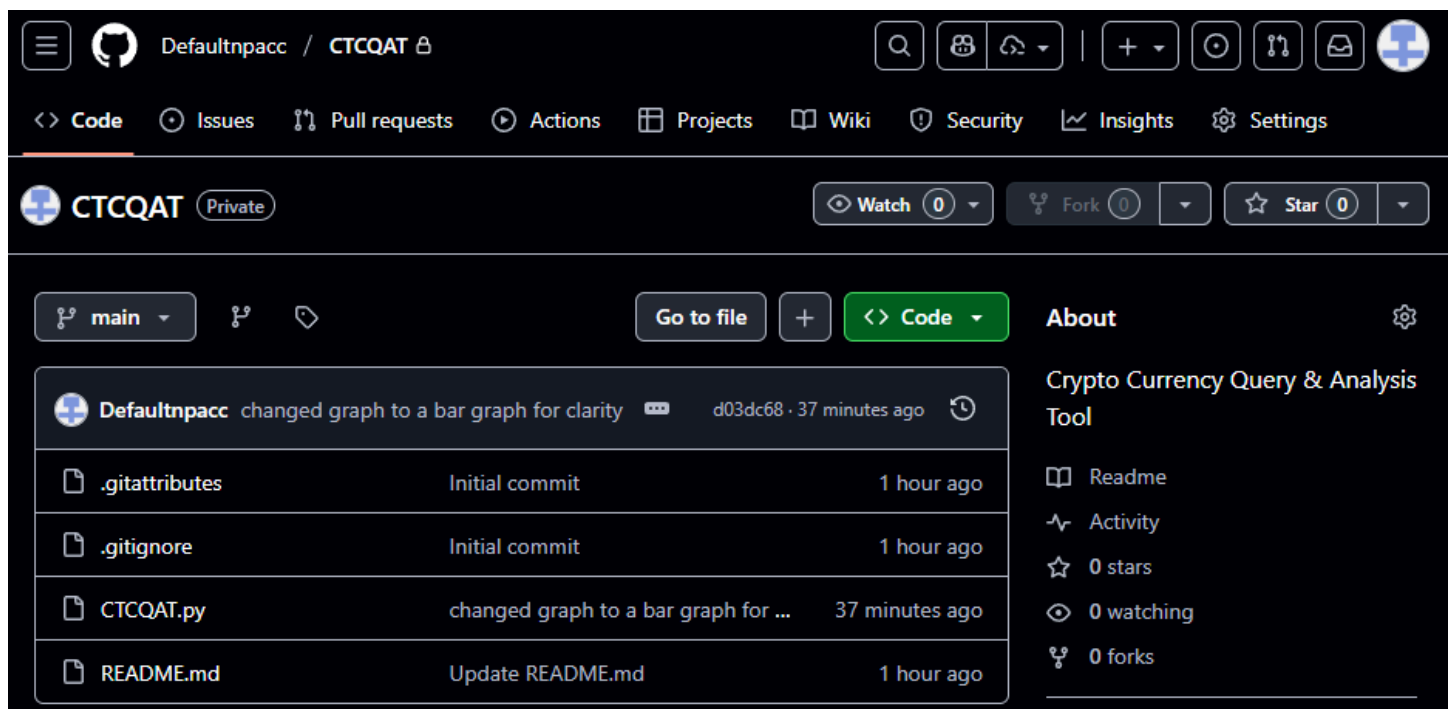 Defaultnpacc / CTCQAT
Code Issues Pull requests Actions Projects Wiki Security Insights Settings
CTCQAT Private Watch 0 Fork 0 Star 0
main Go to file + Code
Defaultnpacc changed graph to a bar graph for clarity d03dc68 · 37 minutes ago
.gitattributes Initial commit 1 hour ago
.gitignore Initial commit 1 hour ago
CTCQAT.py changed graph to a bar graph for ... 37 minutes ago
README.md Update README.md 1 hour ago
About
Crypto Currency Query & Analysis
Tool
Readme
Activity
0 stars
0 watching
0 forks